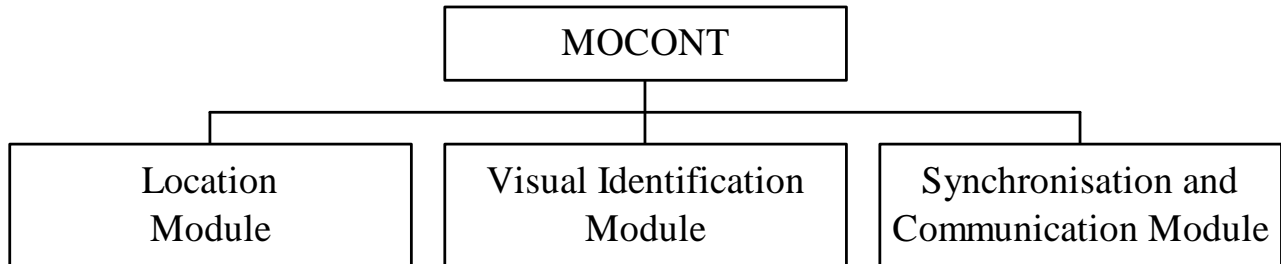 MOCONT
Location
Module
Visual Identification
Module
Synchronisation and
Communication Module